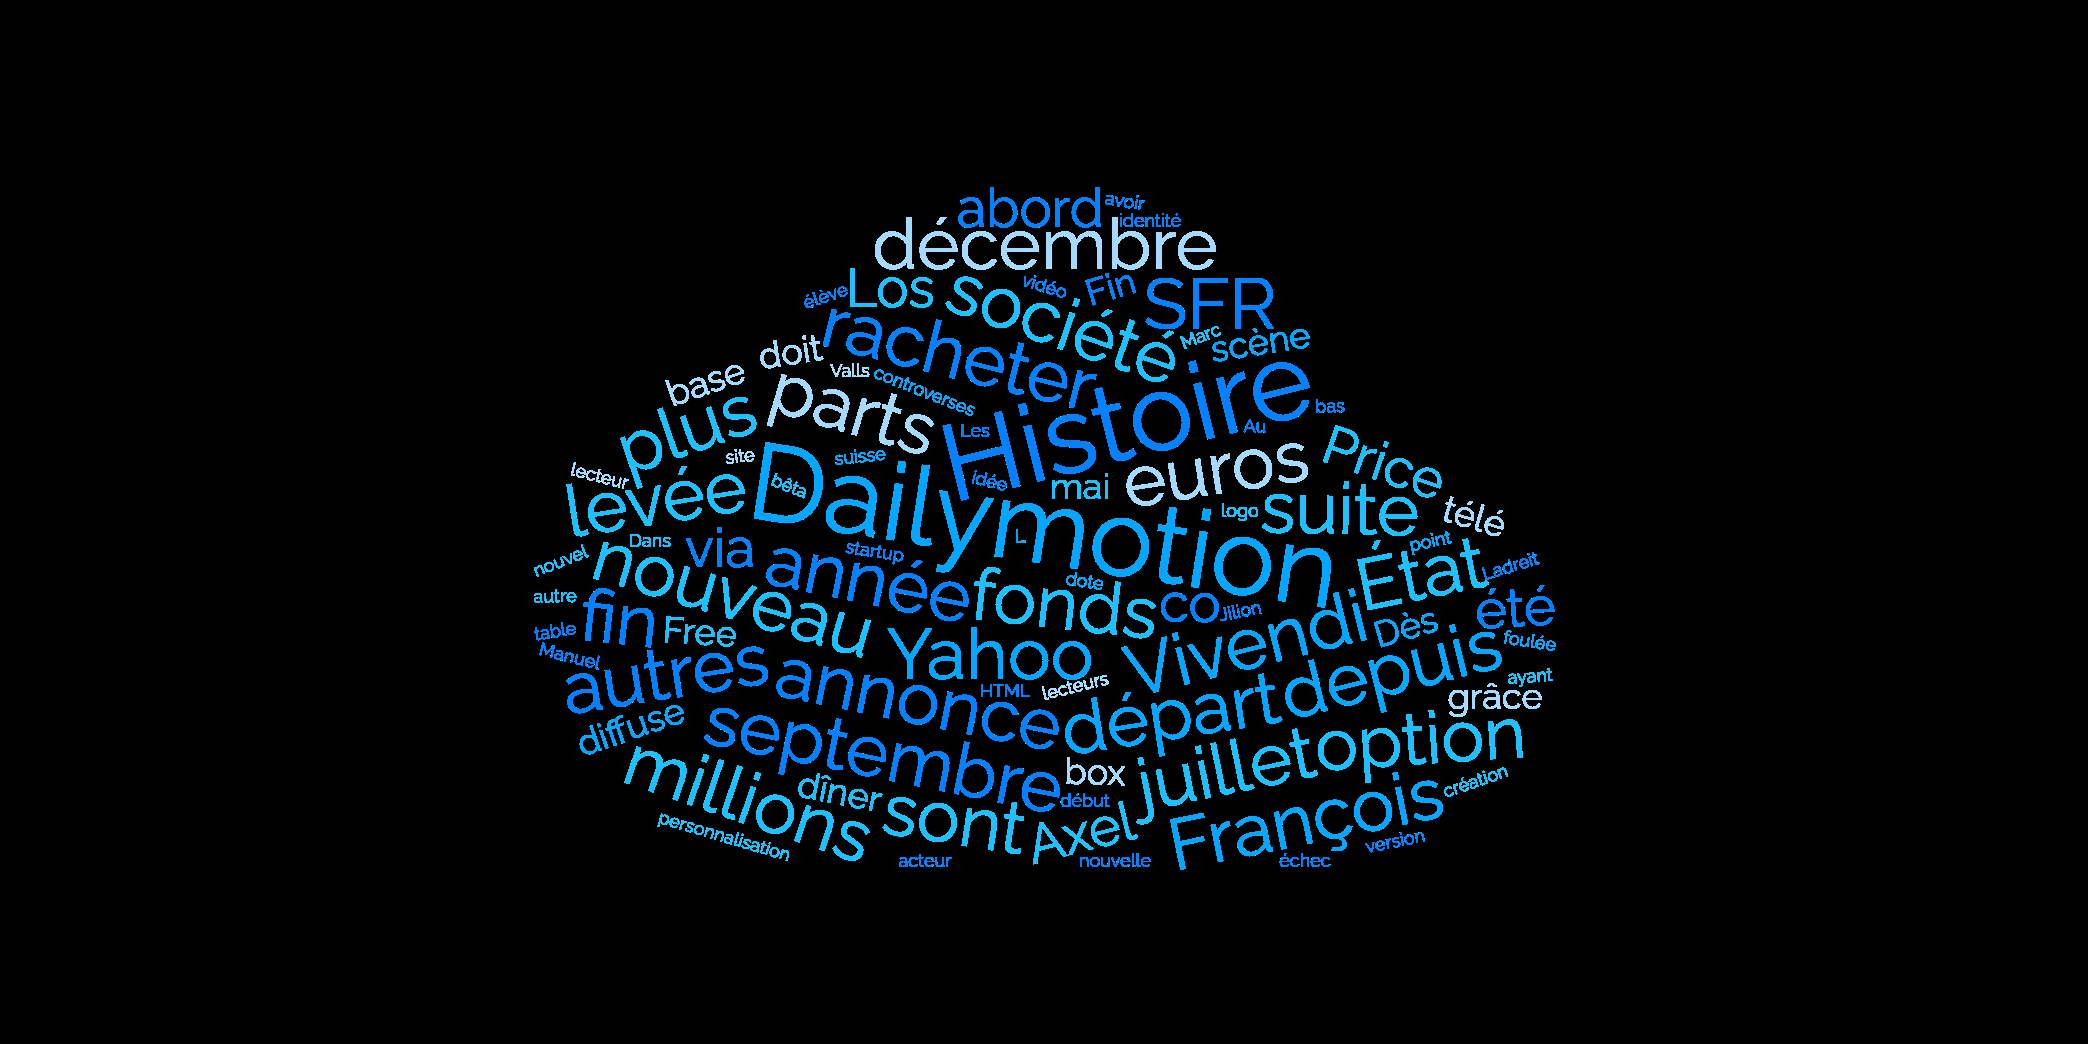 abord
avoir
identité
décembre
Los
société
vidéo
Fin
SFR
élève
racheter
Marc
scène
doit
Valls
controverses
base
parts
Histoire
plus
Les
bas
Au
site
suisse
euros
Price
lecteur
levée
bêta
Dailymotion
idée
mai
logo
suite
télé
nouvel
Dans
via
startup
L
point
État
Ladreit
autre
nouveau
année
fonds
dote
co
Jilion
été
table
fin
Free
Yahoo
Vivendi
Dès
foulée
Manuel
autres
annonce
HTML
lecteurs
départ
depuis
ayant
grâce
diffuse
septembre
box
juillet
option
millions
dîner
sont
début
Axel
François
création
personnalisation
acteur
nouvelle
échec
version